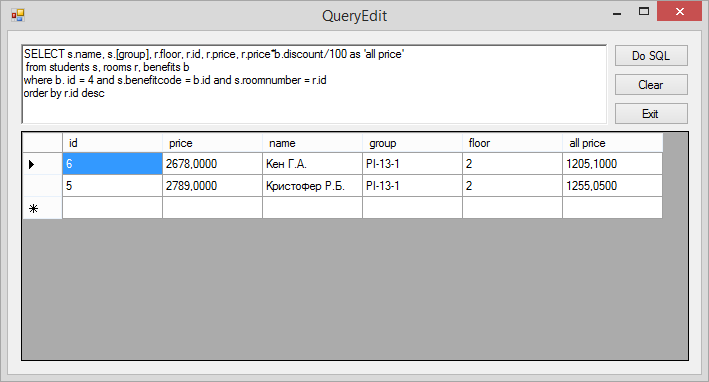 QueryEdit
SELECT s.name, s.[group], r.floor, r.id, r.price, r.price*b.discount/100 as 'all price'
from students s, rooms r, benefits b
where b. id = 4 and s.benefitcode = b.id and s.roomnumber = r.id
order by r.id desc
Do SQL
Clear
Exit
id price name group floor all price
6 2678,0000 Кен Г.А. PI-13-1 2 1205,1000
5 2789,0000 Кристофер Р.Б. PI-13-1 2 1255,0500